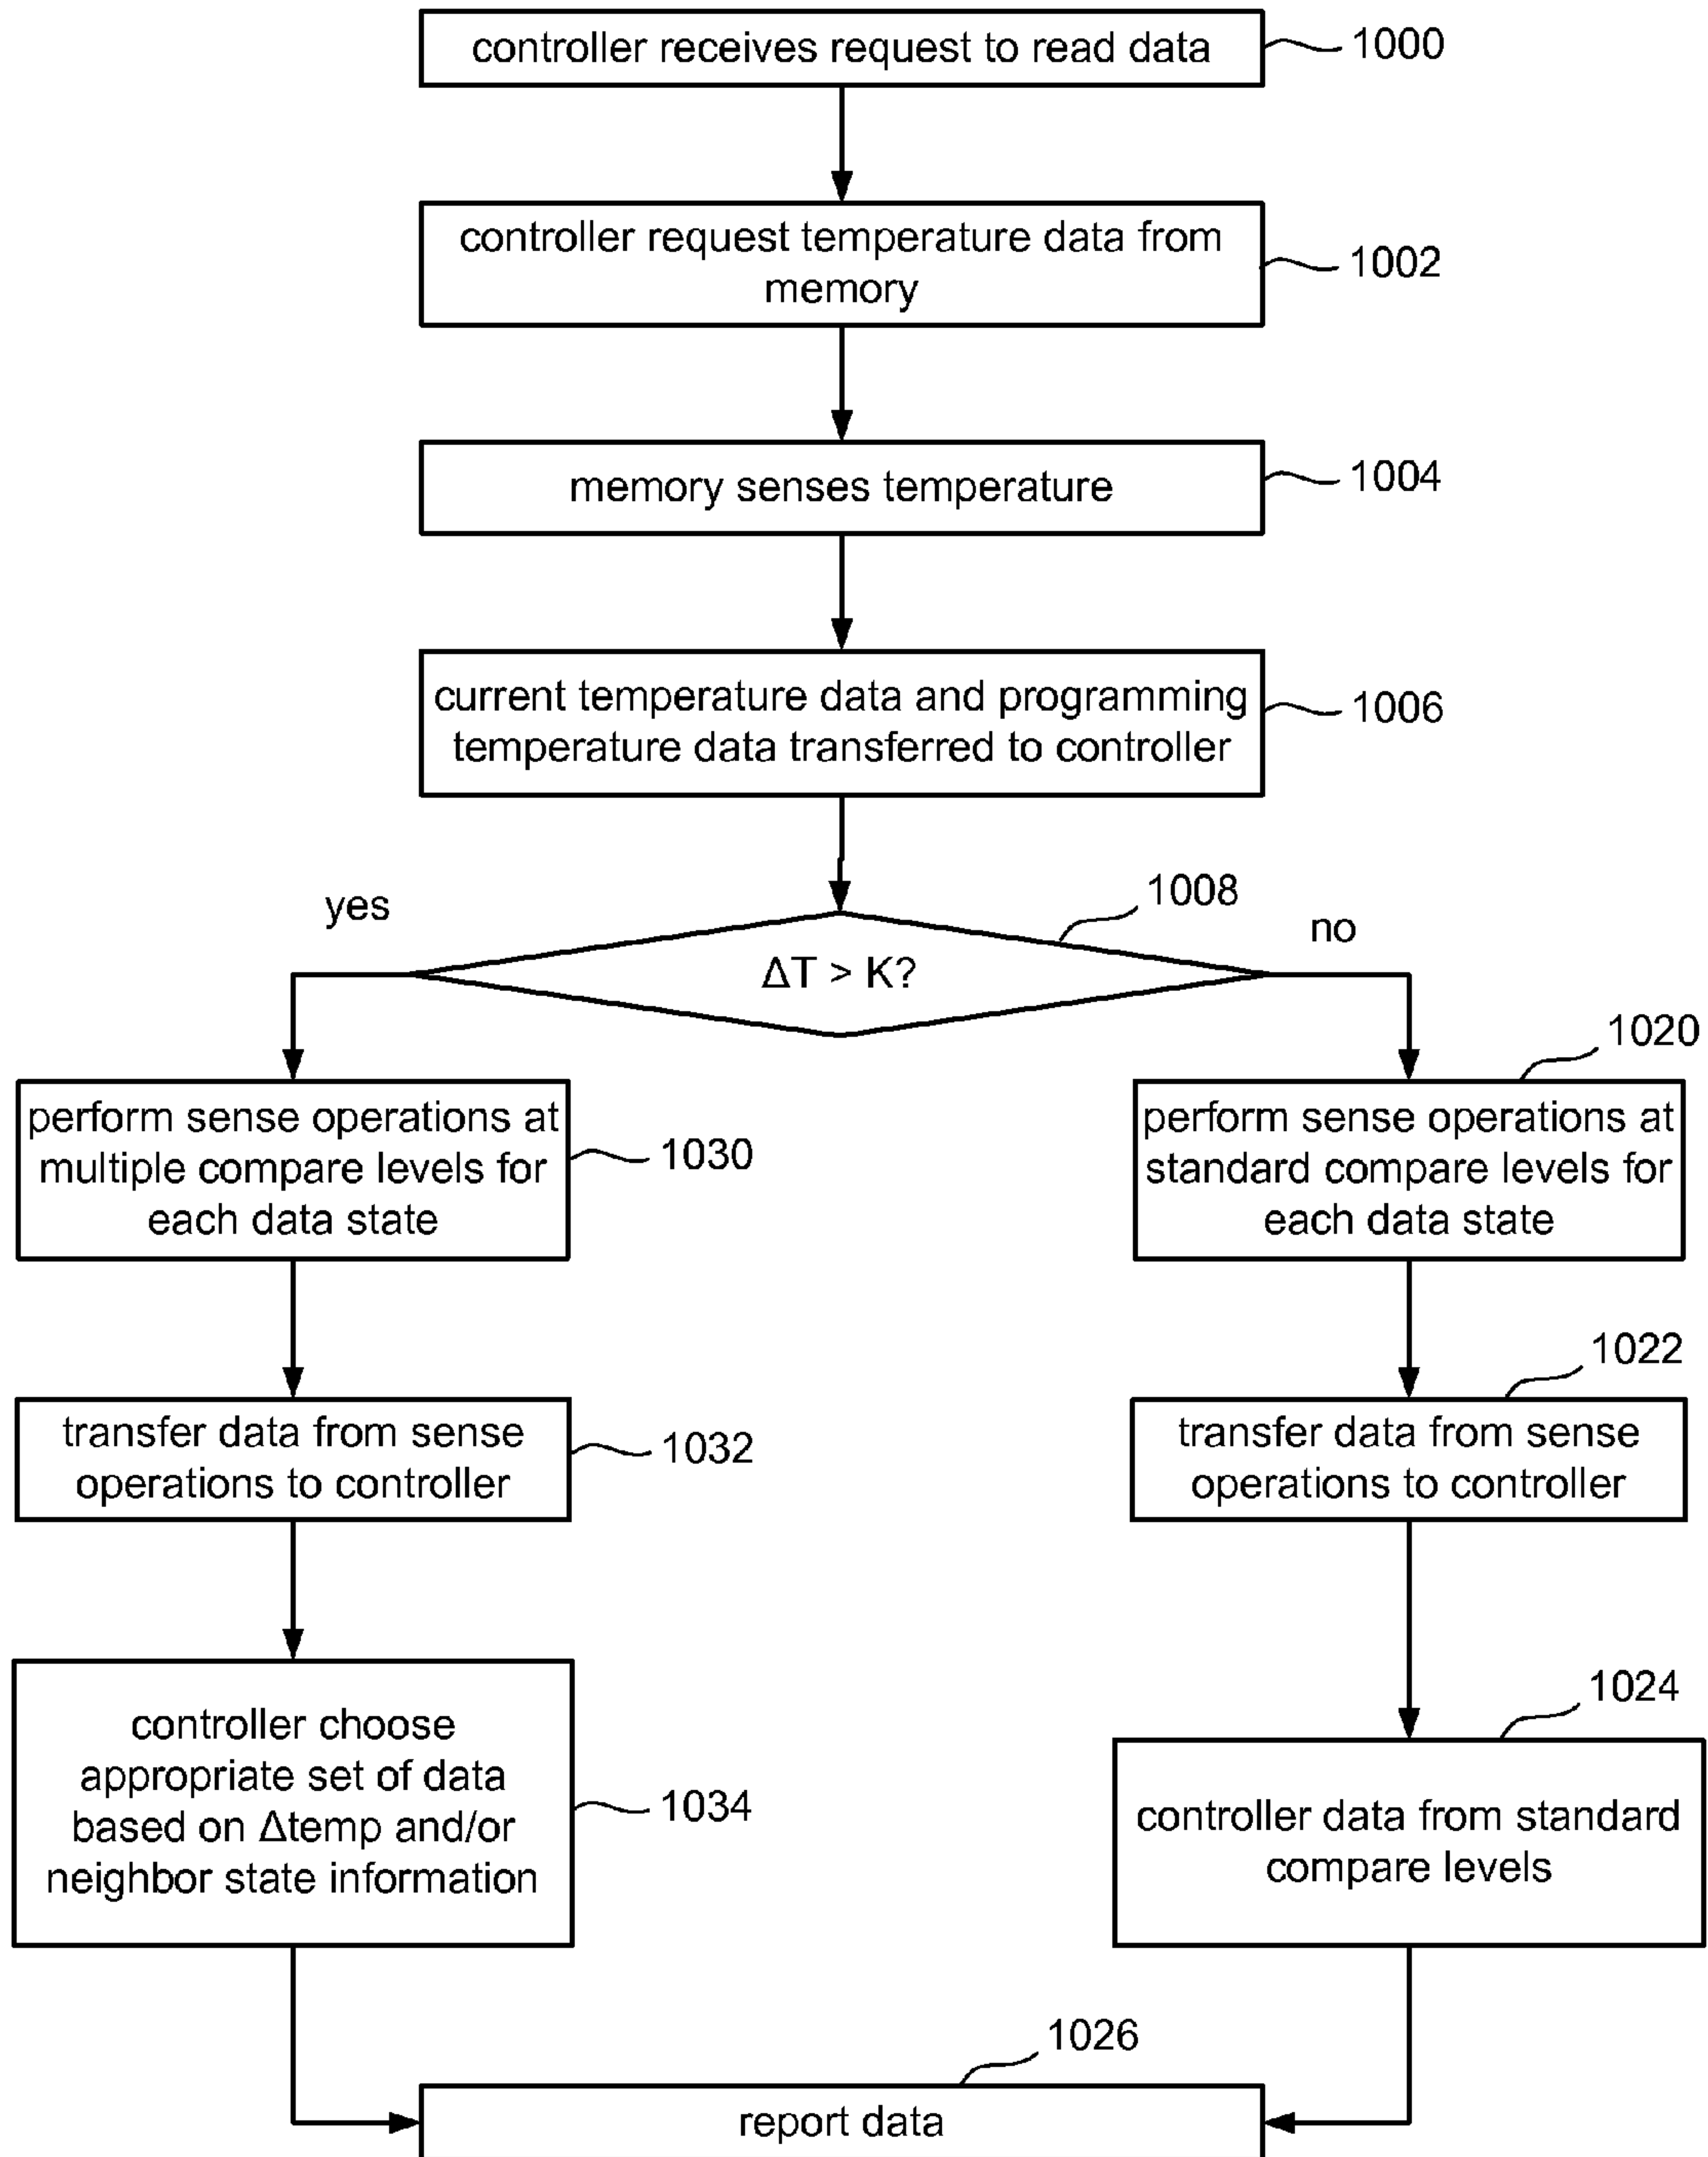 controller receives request to read data
1000
controller request temperature data from
memory
1002
memory senses temperature
1004
current temperature data and programming
temperature data transferred to controller
1006
1008
yes
no
ΔT > K?
1020
perform sense operations at
multiple compare levels for
each data state
1030
perform sense operations at
standard compare levels for
each data state
1022
transfer data from sense
operations to controller
1032
transfer data from sense
operations to controller
1024
controller choose
appropriate set of data
based on Δtemp and/or
neighbor state information
1034
controller data from standard
compare levels
1026
report data